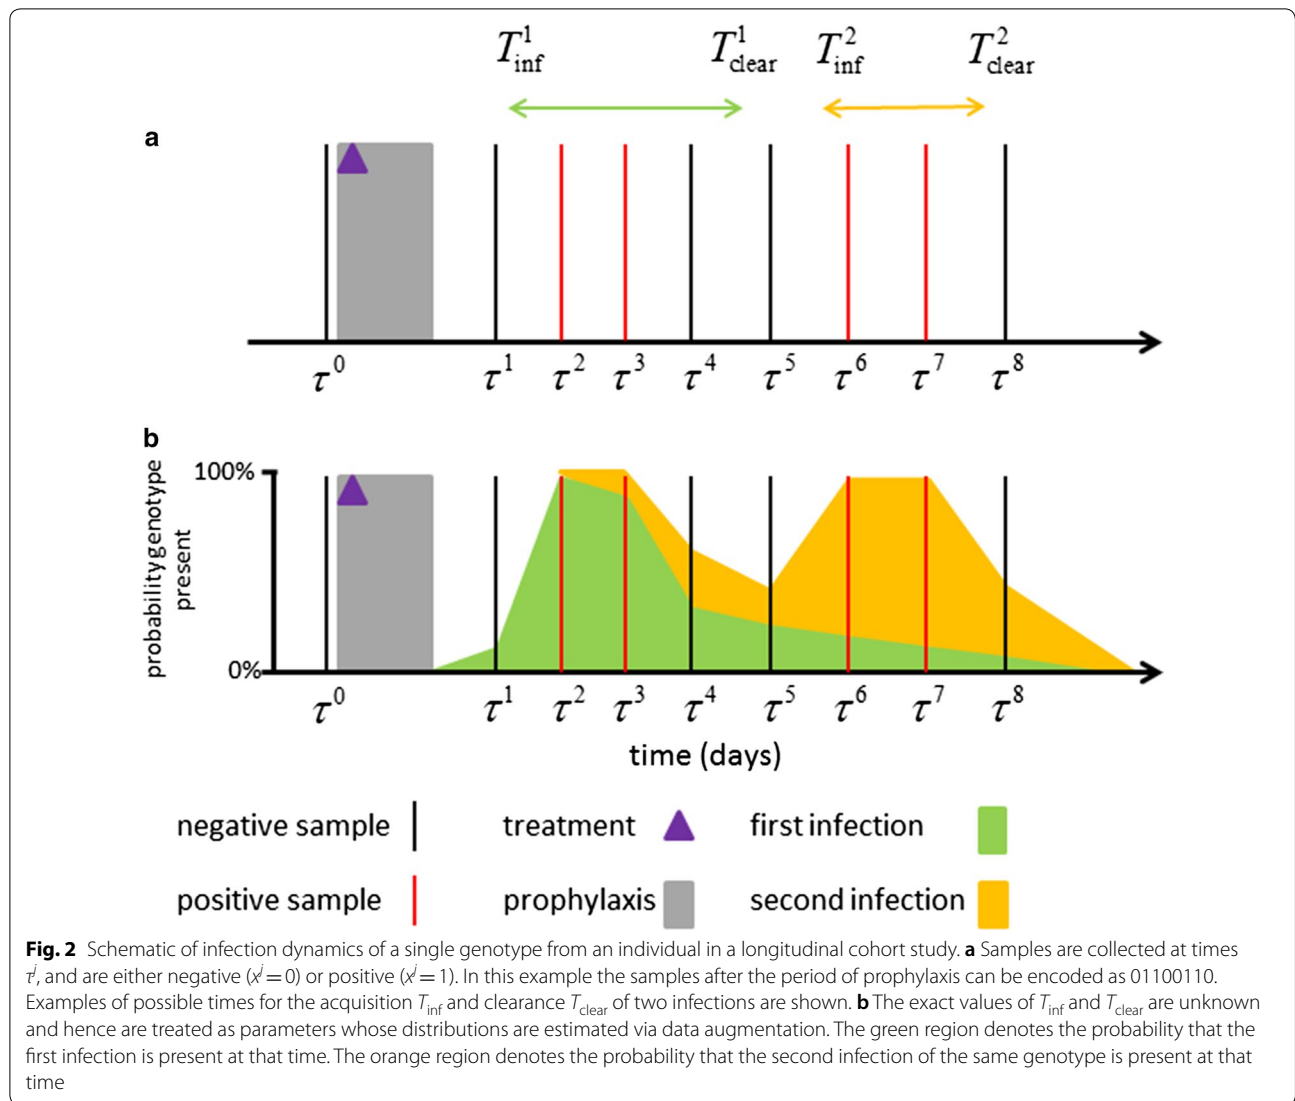 T¹inf T¹clear T²inf T²clear
a
τ⁰ τ¹ τ² τ³ τ⁴ τ⁵ τ⁶ τ⁷ τ⁸
b
probability genotype
present
100%
0%
τ⁰ τ¹ τ² τ³ τ⁴ τ⁵ τ⁶ τ⁷ τ⁸
time (days)
negative sample treatment first infection
positive sample prophylaxis second infection
Fig. 2 Schematic of infection dynamics of a single genotype from an individual in a longitudinal cohort study. a Samples are collected at times
τʲ, and are either negative (xʲ = 0) or positive (xʲ = 1). In this example the samples after the period of prophylaxis can be encoded as 01100110.
Examples of possible times for the acquisition Tinf and clearance Tclear of two infections are shown. b The exact values of Tinf and Tclear are unknown
and hence are treated as parameters whose distributions are estimated via data augmentation. The green region denotes the probability that the
first infection is present at that time. The orange region denotes the probability that the second infection of the same genotype is present at that
time